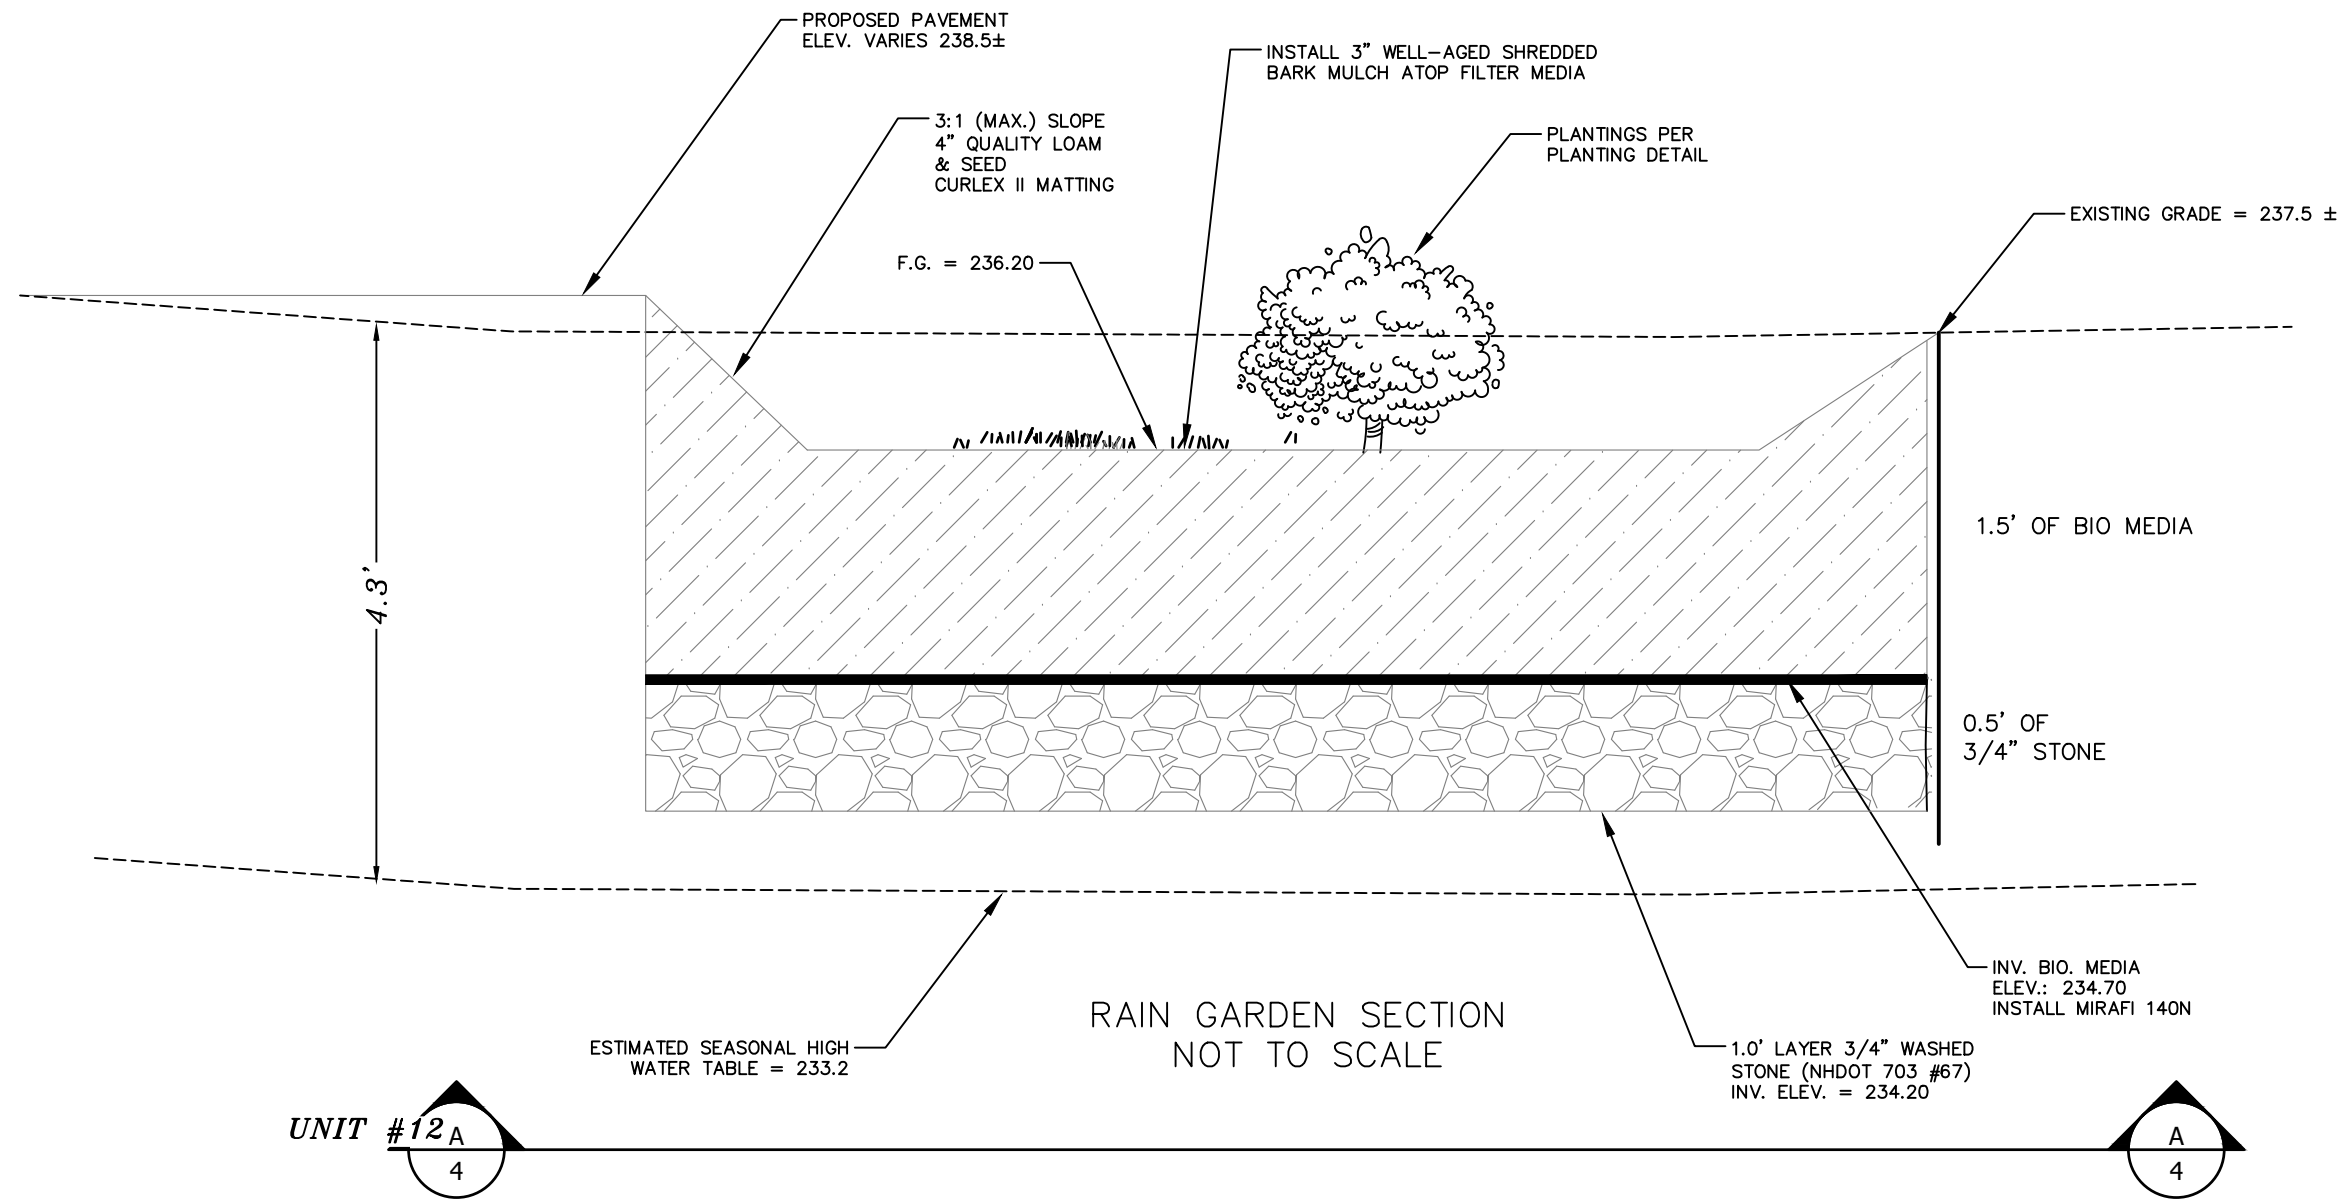 PROPOSED PAVEMENT
ELEV. VARIES 238.5±
INSTALL 3” WELL-AGED SHREDDED
BARK MULCH ATOP FILTER MEDIA
3:1 (MAX.) SLOPE
4” QUALITY LOAM
& SEED
CURLEX II MATTING
PLANTINGS PER
PLANTING DETAIL
EXISTING GRADE = 237.5 ±
F.G. = 236.20
4.3'
1.5' OF BIO MEDIA
0.5' OF
3/4” STONE
INV. BIO. MEDIA
ELEV.: 234.70
INSTALL MIRAFI 140N
RAIN GARDEN SECTION
NOT TO SCALE
ESTIMATED SEASONAL HIGH
WATER TABLE = 233.2
1.0' LAYER 3/4” WASHED
STONE (NHDOT 703 #67)
INV. ELEV. = 234.20
UNIT #12
A
4
A
4